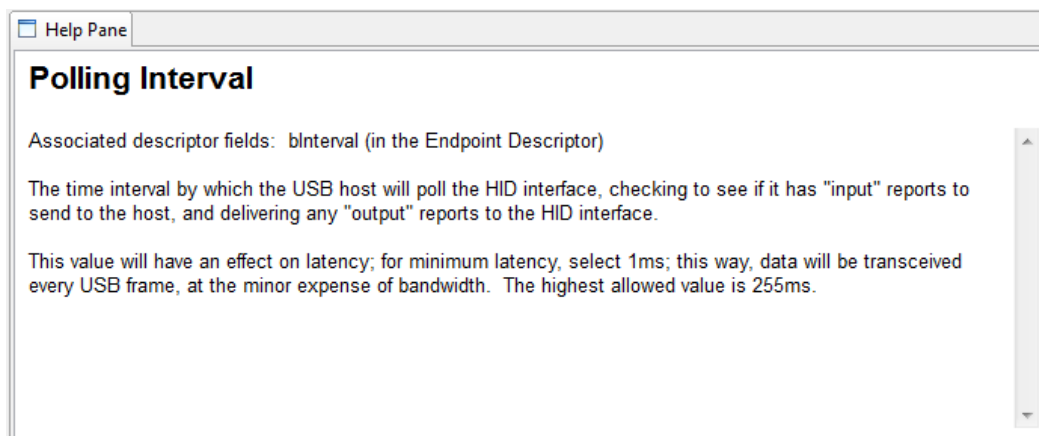 Help Pane
Polling Interval
Associated descriptor fields:  bInterval (in the Endpoint Descriptor)
The time interval by which the USB host will poll the HID interface, checking to see if it has "input" reports to
send to the host, and delivering any "output" reports to the HID interface.
This value will have an effect on latency; for minimum latency, select 1ms; this way, data will be transceived
every USB frame, at the minor expense of bandwidth.  The highest allowed value is 255ms.